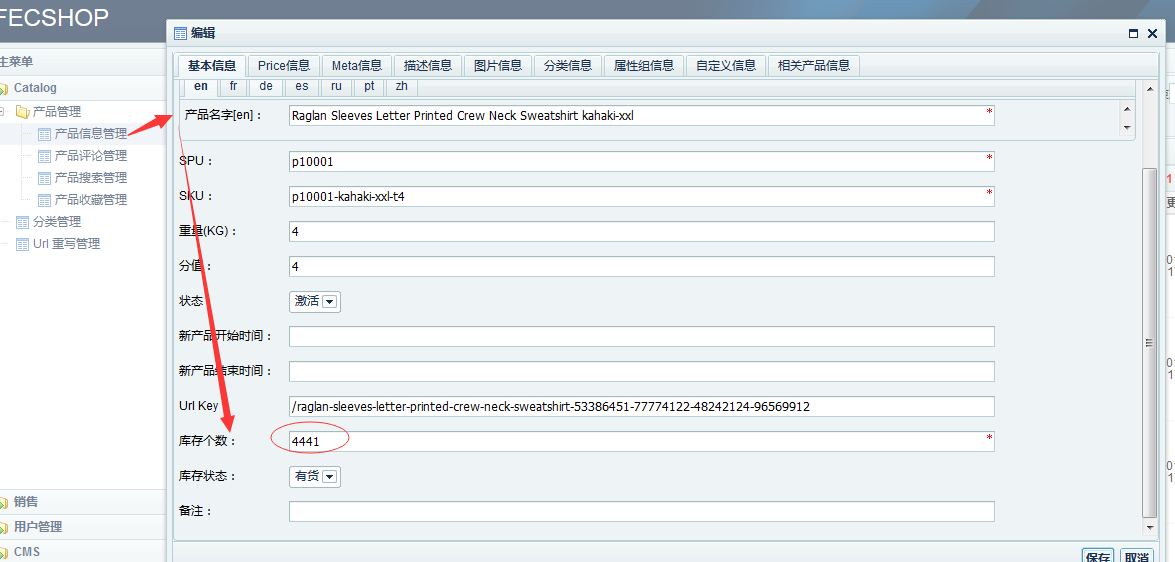 FECSHOP
主菜单
Catalog
产品管理
产品信息管理
产品评论管理
产品搜索管理
产品收藏管理
分类管理
Url 重写管理
销售
用户管理
CMS
编辑
基本信息 Price信息 Meta信息 描述信息 图片信息 分类信息 属性组信息 自定义信息 相关产品信息
en fr de es ru pt zh
产品名字[en]： Raglan Sleeves Letter Printed Crew Neck Sweatshirt kahaki-xxl *
SPU： p10001 *
SKU： p10001-kahaki-xxl-t4 *
重量(KG)： 4
分值： 4
状态 激活
新产品开始时间：
新产品结束时间：
Url Key /raglan-sleeves-letter-printed-crew-neck-sweatshirt-53386451-77774122-48242124-96569912
库存个数： 4441 *
库存状态： 有货
备注：
保存 取消